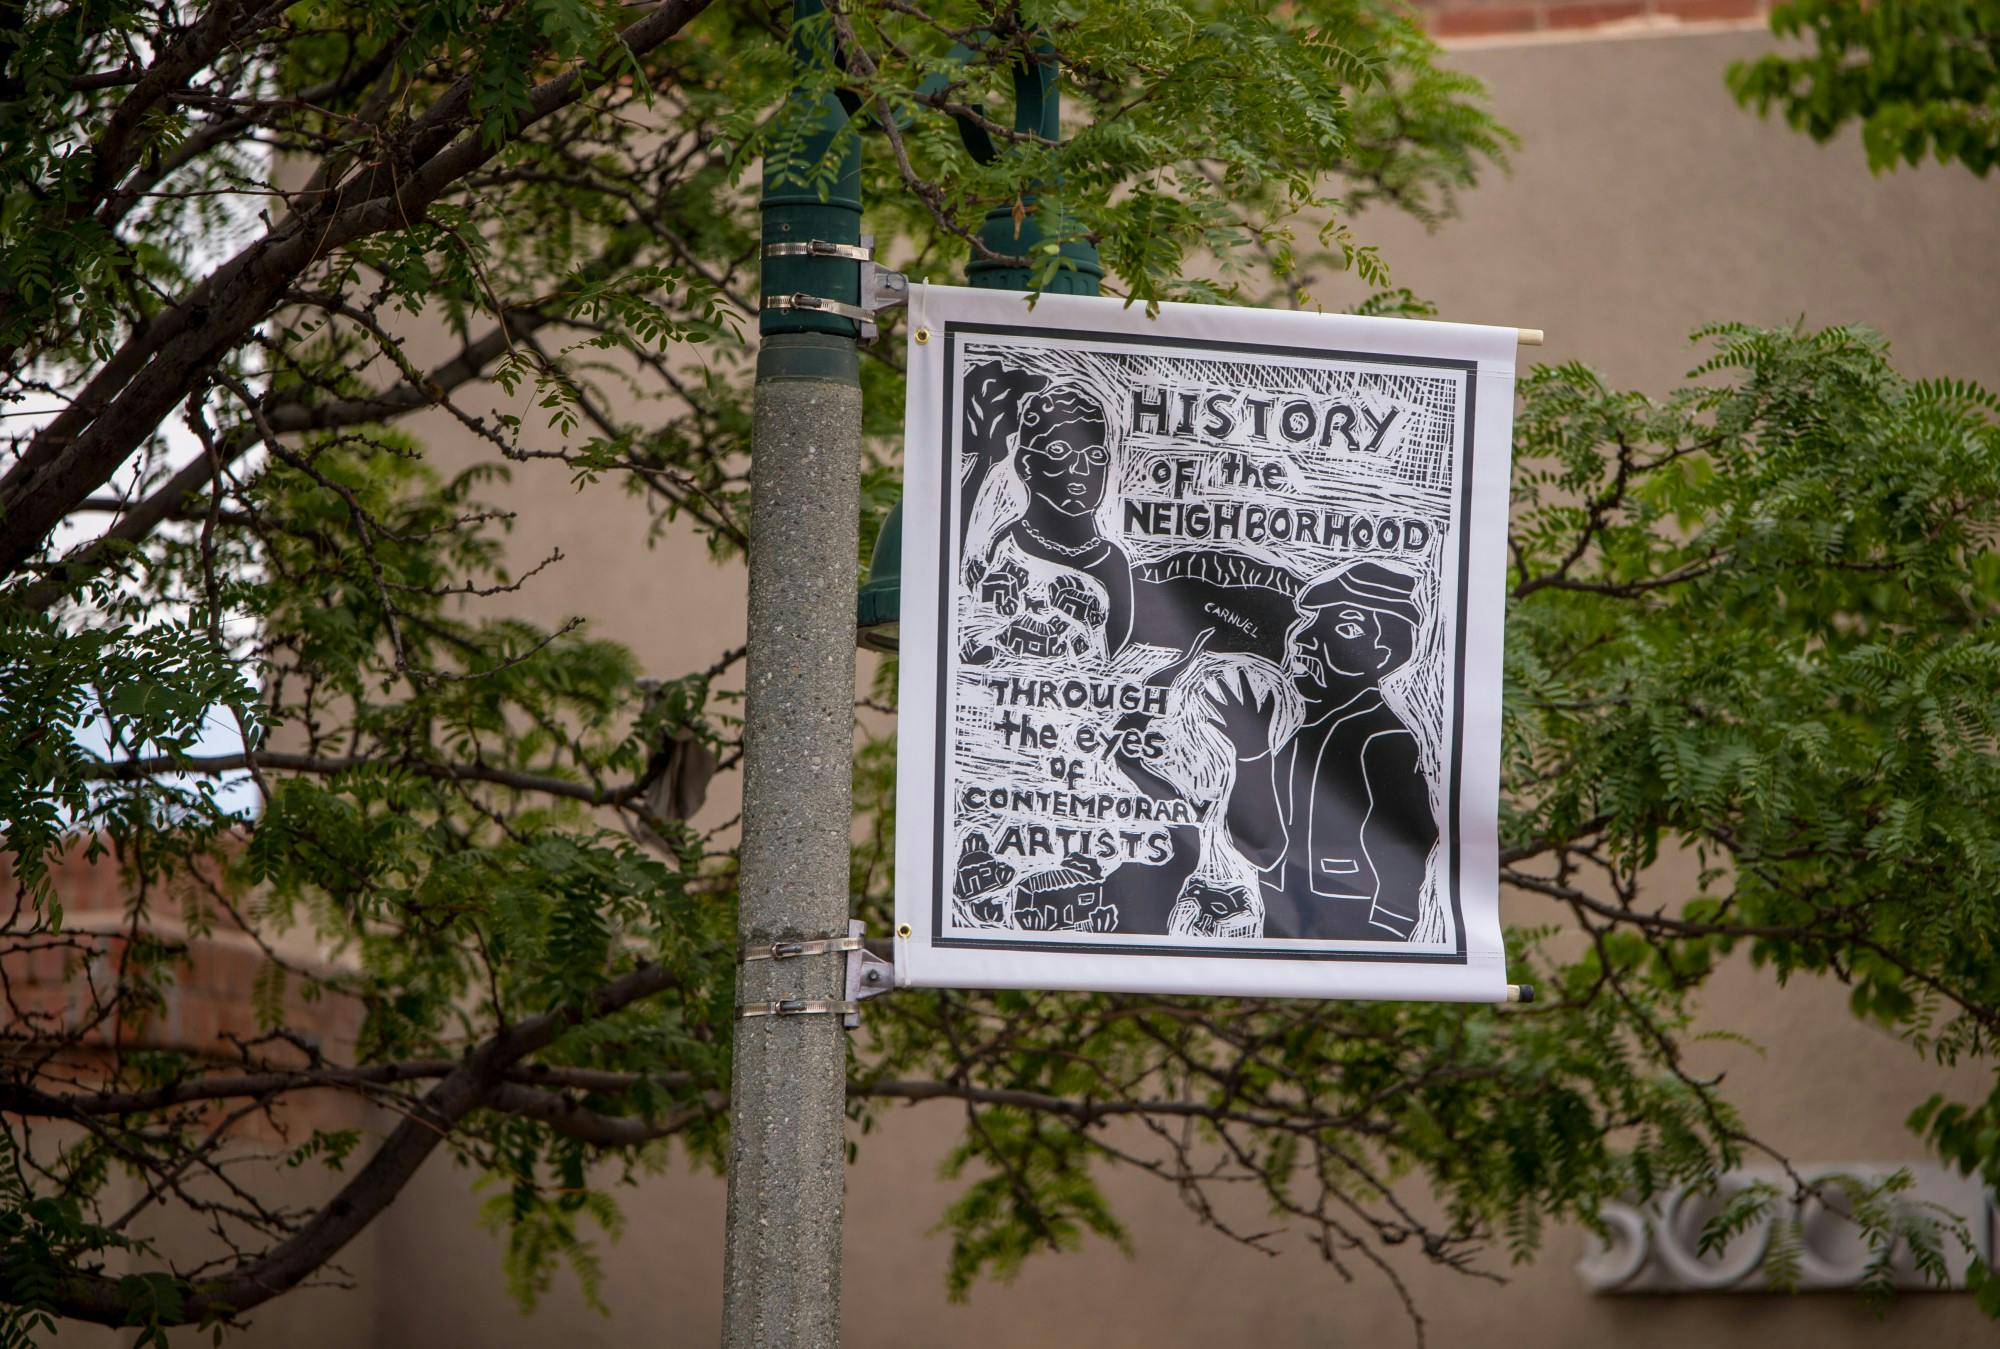 HISTORY
OF the
NEIGHBORHOOD
CARNUEL
THROUGH
the eyes
OF
CONTEMPORARY
ARTISTS